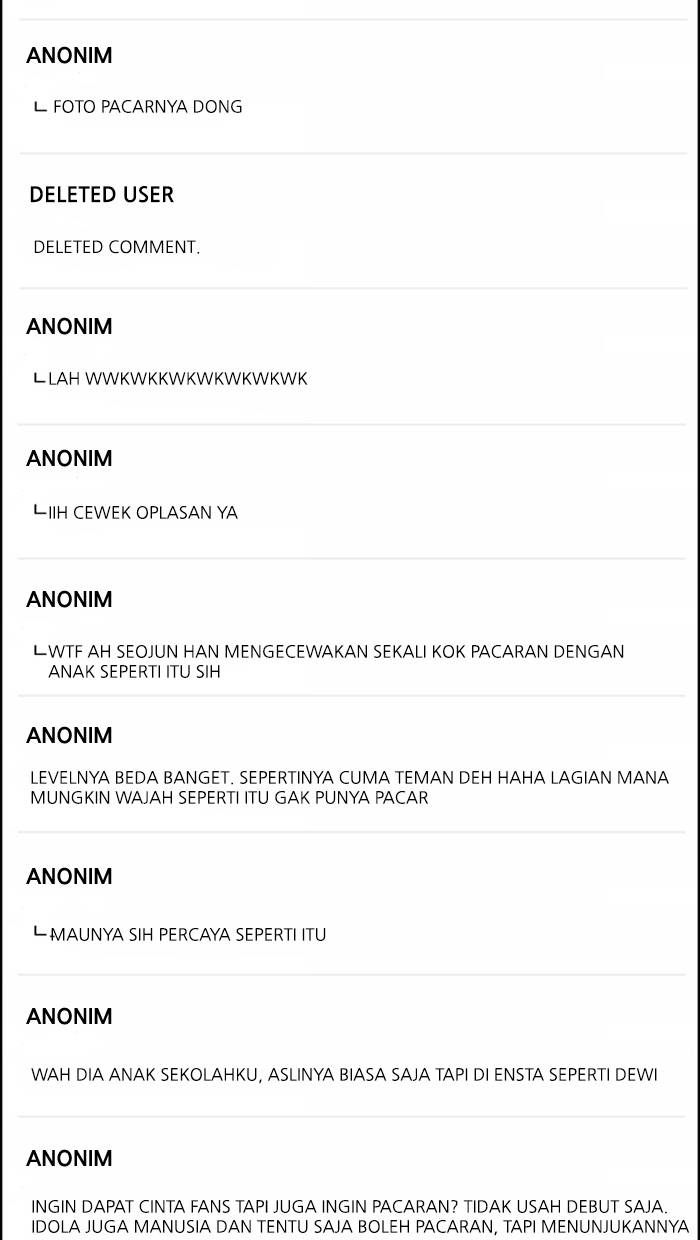 ANONIM
ㄴ FOTO PACARNYA DONG
DELETED USER
DELETED COMMENT.
ANONIM
ㄴLAH WWKWKKWKWKWKWKWK
ANONIM
ㄴIIH CEWEK OPLASAN YA
ANONIM
ㄴWTF AH SEOJUN HAN MENGECEWAKAN SEKALI KOK PACARAN DENGAN
ANAK SEPERTI ITU SIH
ANONIM
LEVELNYA BEDA BANGET. SEPERTINYA CUMA TEMAN DEH HAHA LAGIAN MANA
MUNGKIN WAJAH SEPERTI ITU GAK PUNYA PACAR
ANONIM
ㄴMAUNYA SIH PERCAYA SEPERTI ITU
ANONIM
WAH DIA ANAK SEKOLAHKU, ASLINYA BIASA SAJA TAPI DI ENSTA SEPERTI DEWI
ANONIM
INGIN DAPAT CINTA FANS TAPI JUGA INGIN PACARAN? TIDAK USAH DEBUT SAJA.
IDOLA JUGA MANUSIA DAN TENTU SAJA BOLEH PACARAN, TAPI MENUNJUKANNYA